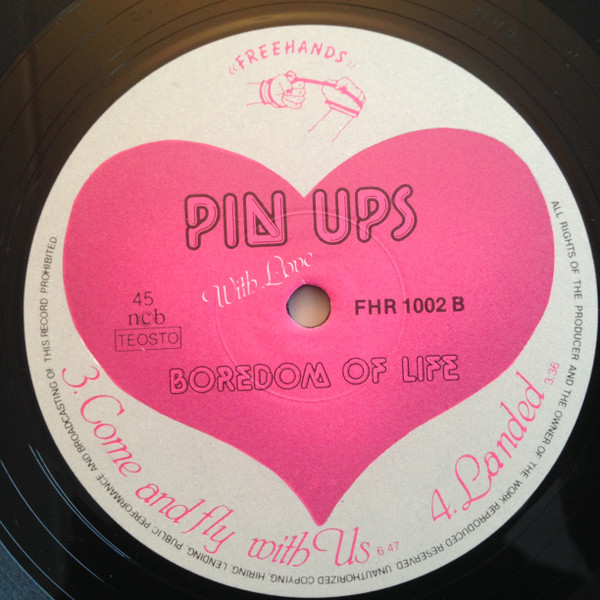 «FREEHANDS»
PIN UPS
With Love
45
ncb
TEOSTO
FHR 1002 B
BOREDOM OF LIFE
3. Come and fly with Us 6.47
4. Landed 3.36
ALL RIGHTS OF THE PRODUCER AND THE OWNER OF THE WORK REPRODUCED RESERVED. UNAUTHORIZED COPYING, HIRING, LENDING, PUBLIC PERFORMANCE AND BROADCASTING OF THIS RECORD PROHIBITED.